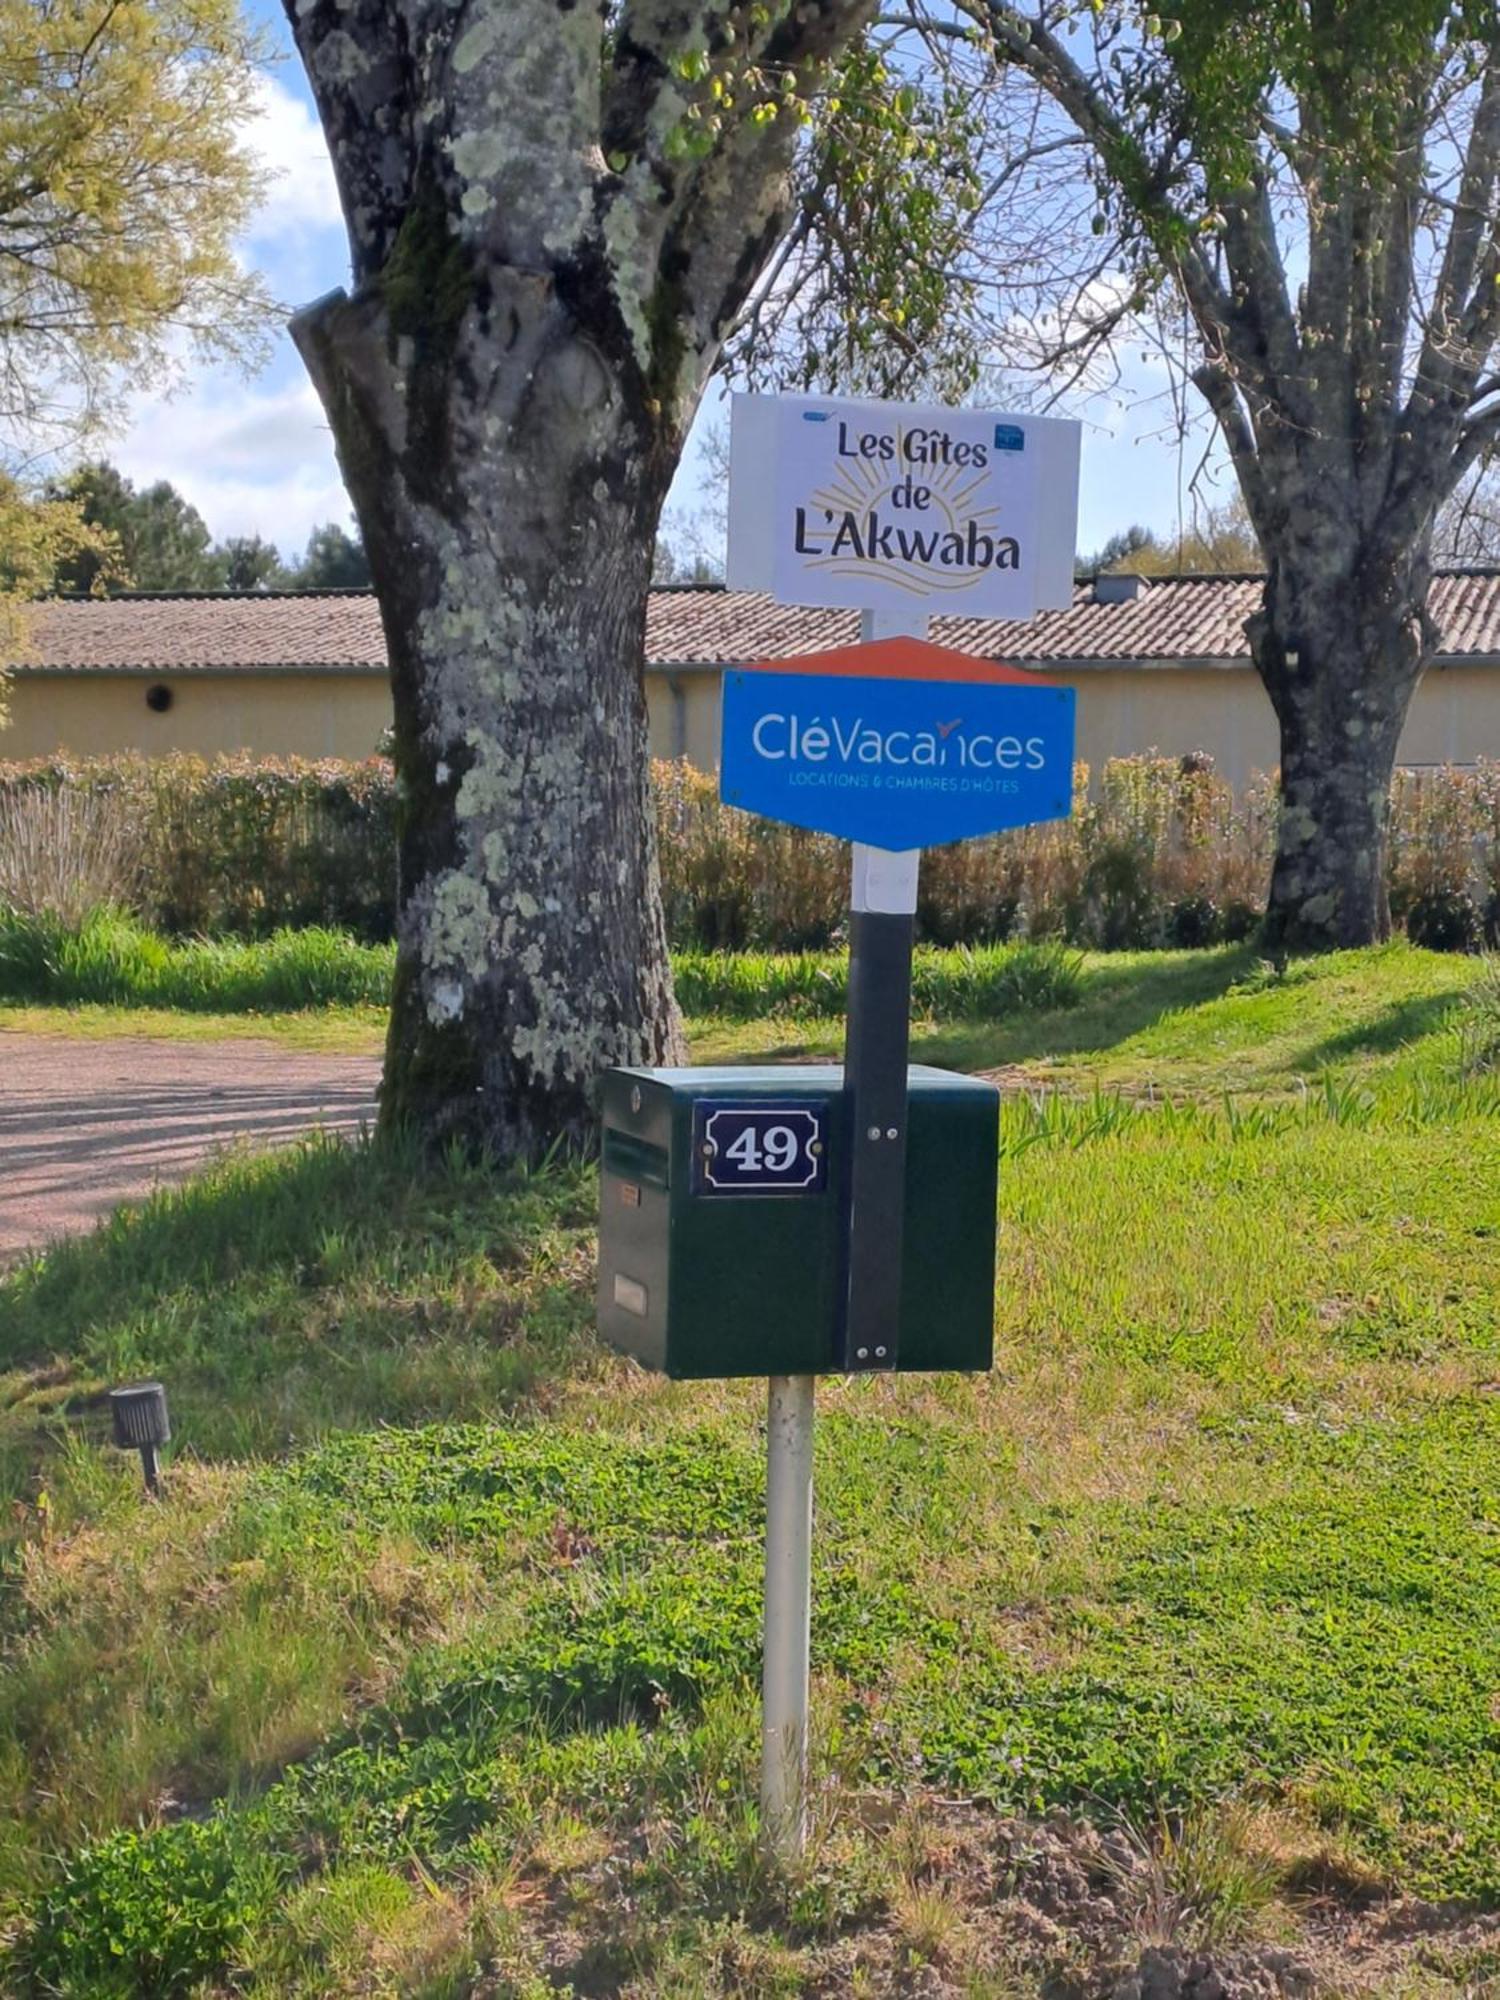 Les Gîtes
de
L'Akwaba
CléVacances
LOCATIONS & CHAMBRES D'HÔTES
49